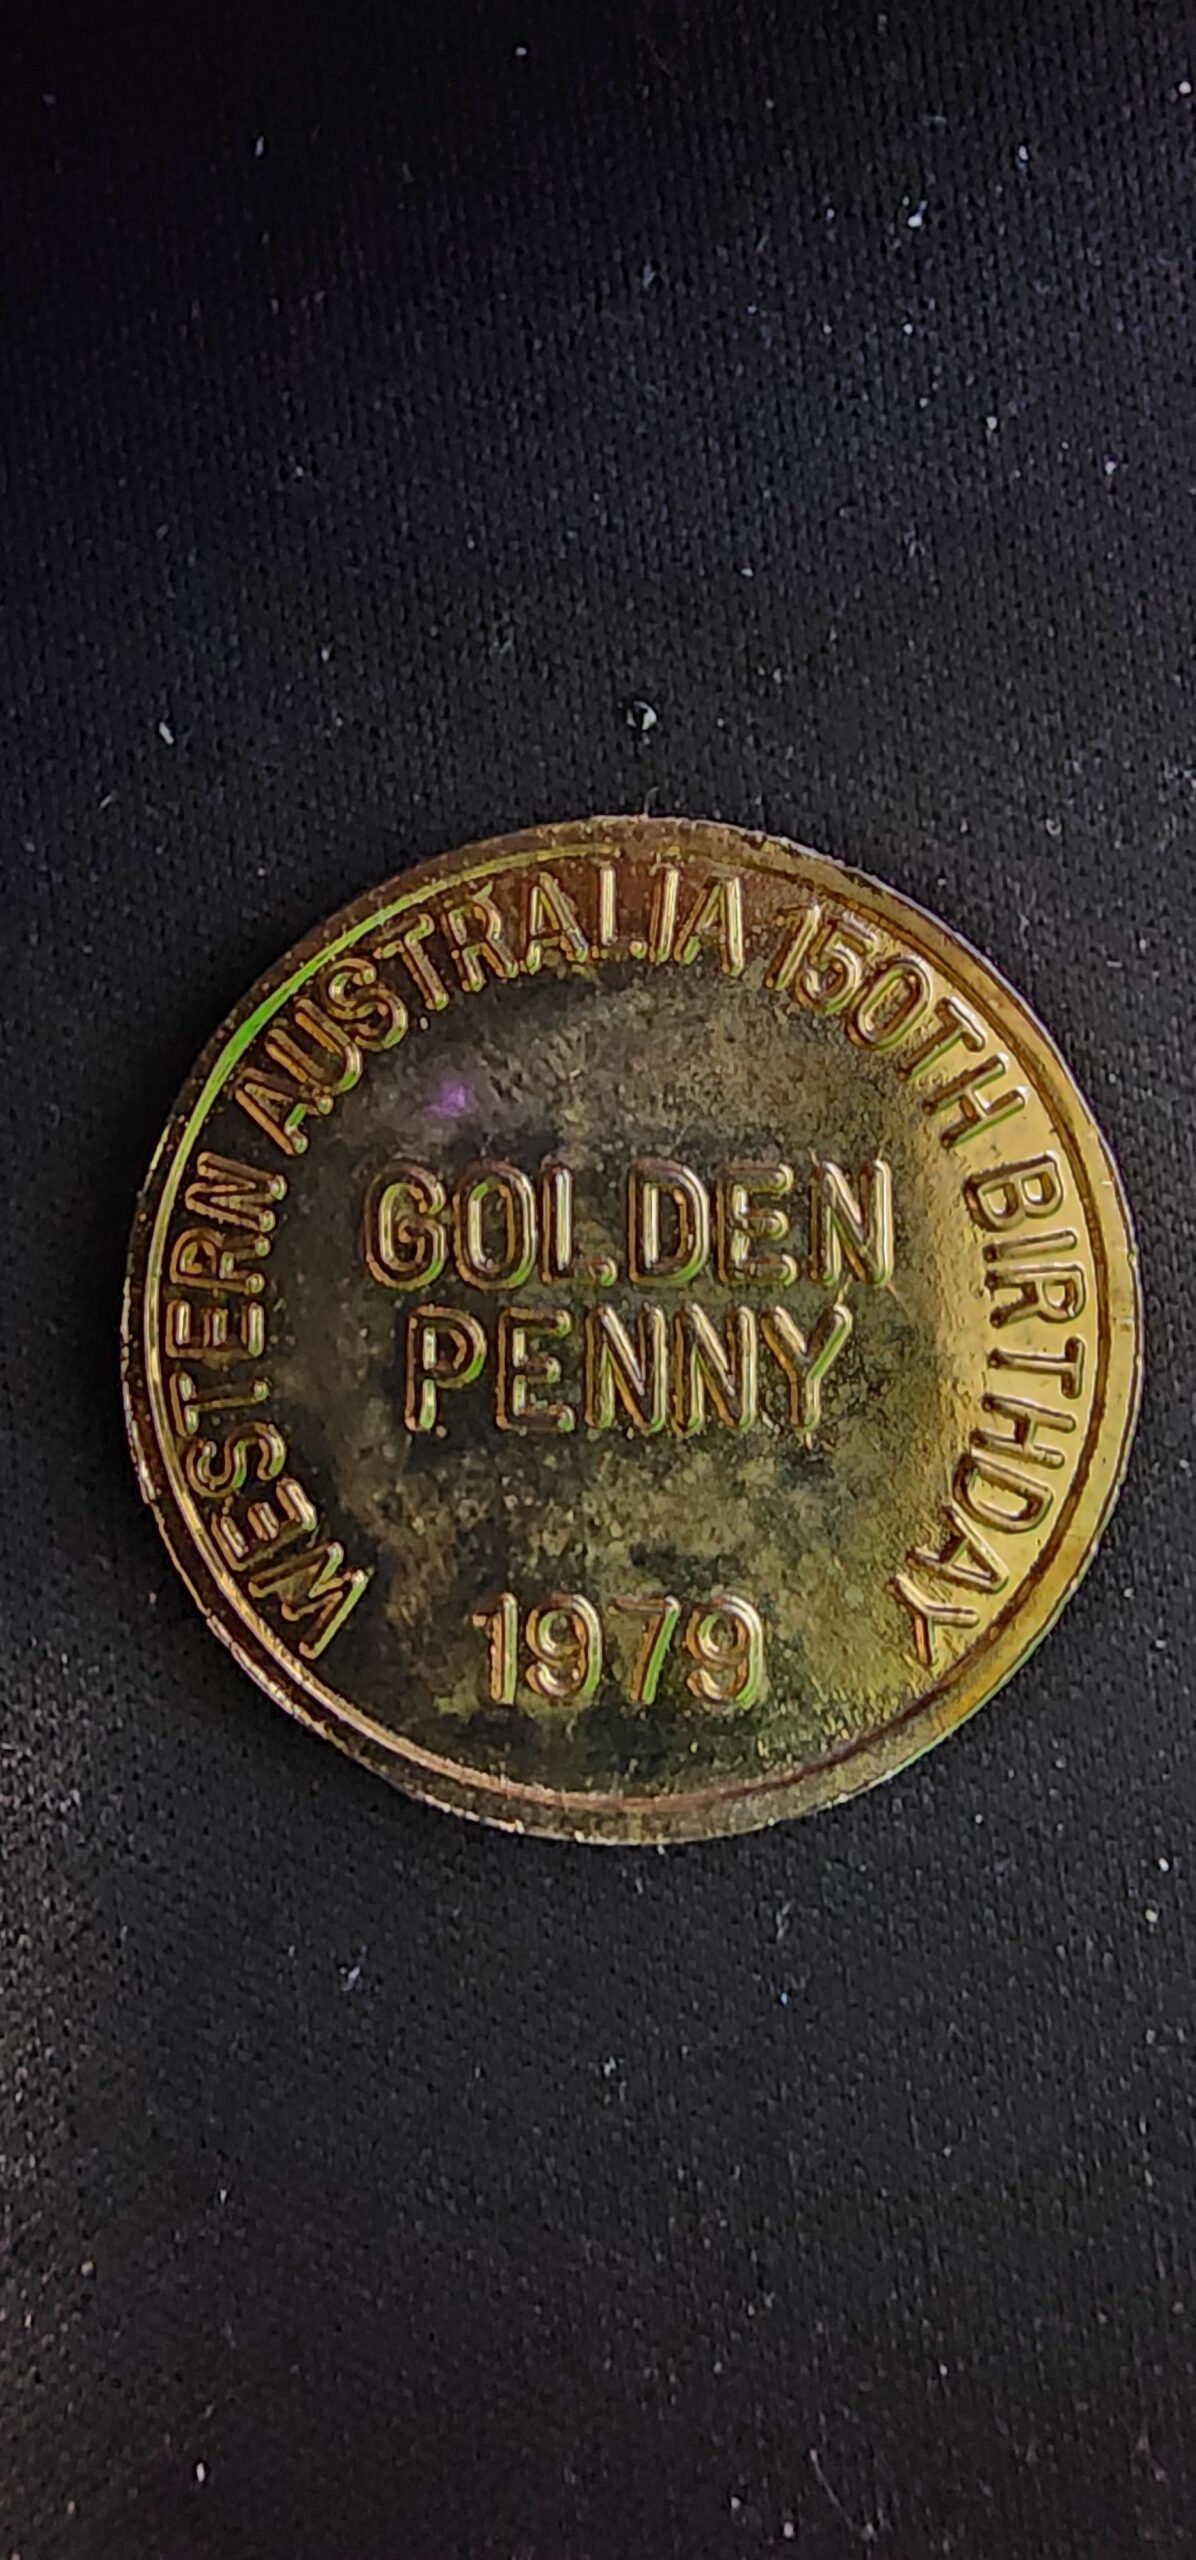 WESTERN AUSTRALIA 150TH BIRTHDAY
GOLDEN
PENNY
1979